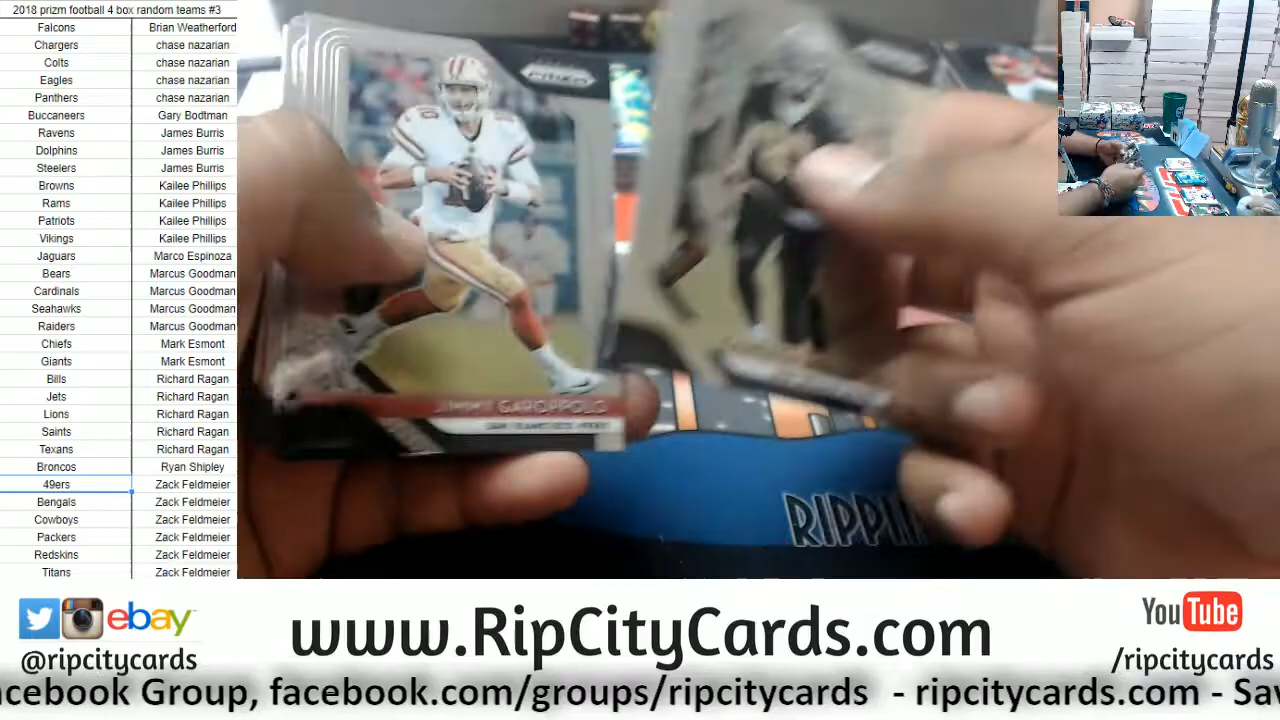 2018 prizm football 4 box random teams #3
Falcons Brian Weatherford
Chargers chase nazarian
Colts chase nazarian
Eagles chase nazarian
Panthers chase nazarian
Buccaneers Gary Bodtman
Ravens James Burris
Dolphins James Burris
Steelers James Burris
Browns Kailee Phillips
Rams Kailee Phillips
Patriots Kailee Phillips
Vikings Kailee Phillips
Jaguars Marco Espinoza
Bears Marcus Goodman
Cardinals Marcus Goodman
Seahawks Marcus Goodman
Raiders Marcus Goodman
Chiefs Mark Esmont
Giants Mark Esmont
Bills Richard Ragan
Jets Richard Ragan
Lions Richard Ragan
Saints Richard Ragan
Texans Richard Ragan
Broncos Ryan Shipley
49ers Zack Feldmeier
Bengals Zack Feldmeier
Cowboys Zack Feldmeier
Packers Zack Feldmeier
Redskins Zack Feldmeier
Titans Zack Feldmeier
PRIZM
JIMMY GAROPPOLO
SAN FRANCISCO 49ERS
RIPPI
ebay
@ripcitycards
www.RipCityCards.com
YouTube
/ripcitycards
acebook Group, facebook.com/groups/ripcitycards - ripcitycards.com - Sav